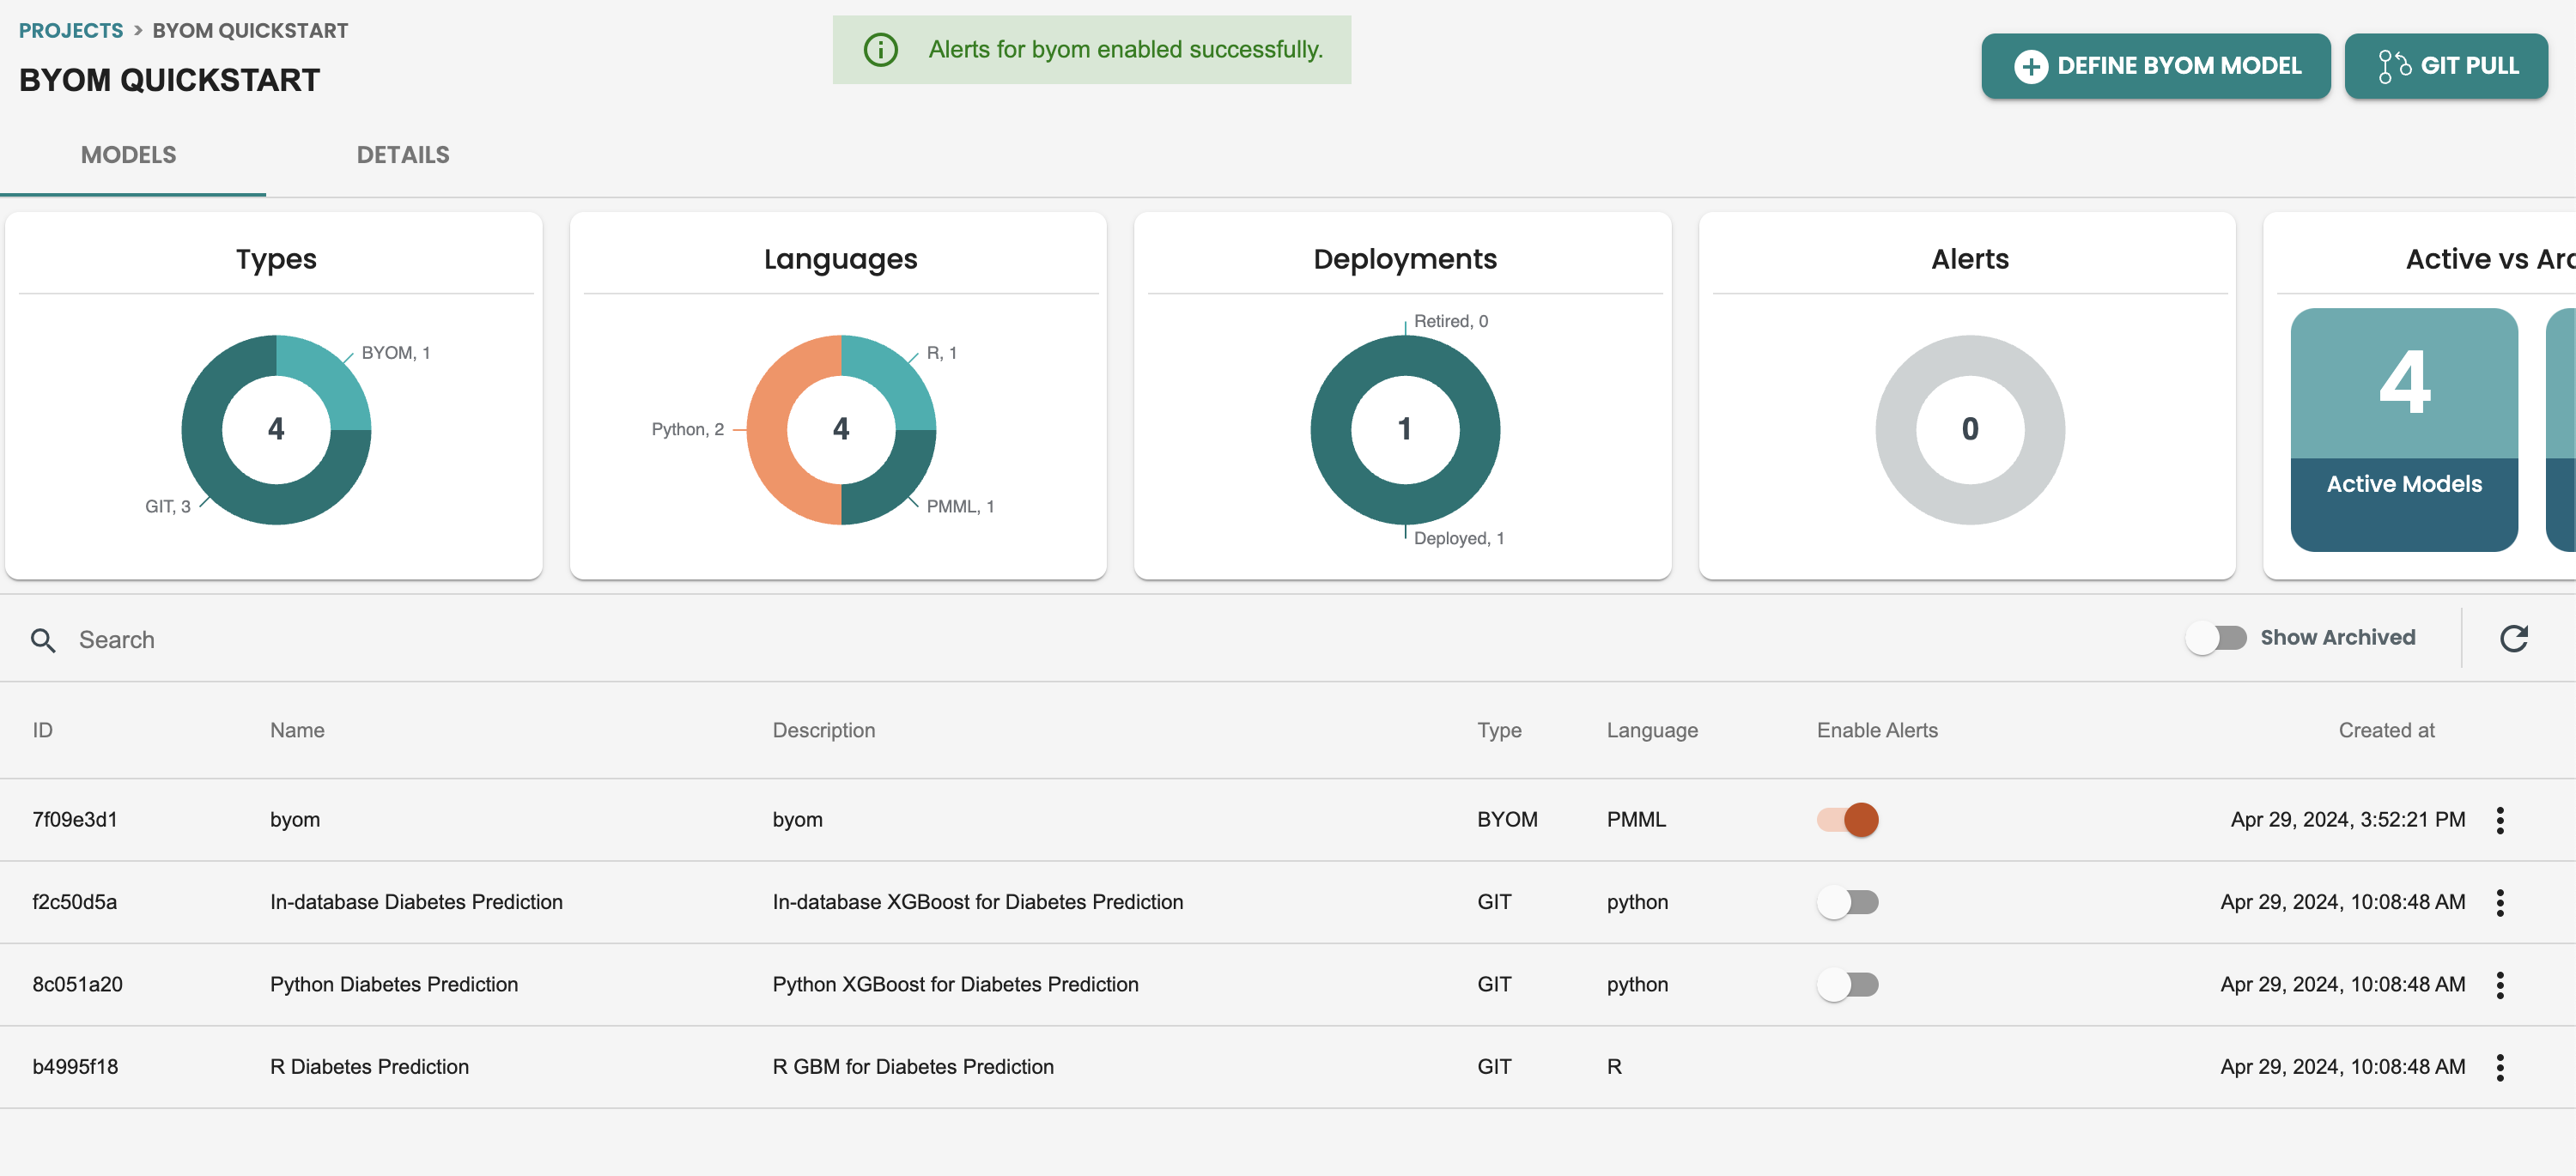 PROJECTS > BYOM QUICKSTART
BYOM QUICKSTART
Alerts for byom enabled successfully.
DEFINE BYOM MODEL
GIT PULL
MODELS
DETAILS
Types
BYOM, 1
4
GIT, 3
Languages
R, 1
Python, 2
4
PMML, 1
Deployments
Retired, 0
1
Deployed, 1
Alerts
0
Active vs Arc
4
Active Models
Search
Show Archived
ID Name Description Type Language Enable Alerts Created at
7f09e3d1 byom byom BYOM PMML Apr 29, 2024, 3:52:21 PM
f2c50d5a In-database Diabetes Prediction In-database XGBoost for Diabetes Prediction GIT python Apr 29, 2024, 10:08:48 AM
8c051a20 Python Diabetes Prediction Python XGBoost for Diabetes Prediction GIT python Apr 29, 2024, 10:08:48 AM
b4995f18 R Diabetes Prediction R GBM for Diabetes Prediction GIT R Apr 29, 2024, 10:08:48 AM